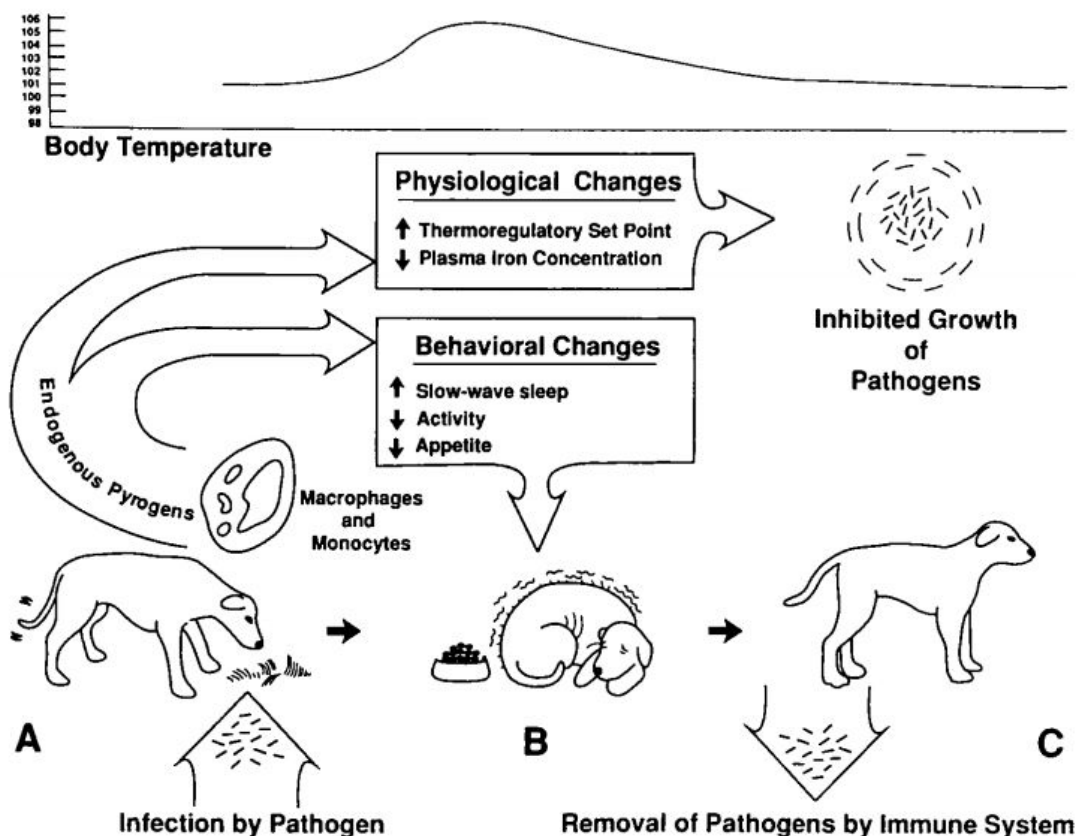 106
105
104
103
102
101
100
99
98
Body Temperature
Physiological Changes
↑ Thermoregulatory Set Point
↓ Plasma Iron Concentration
Inhibited Growth
of
Pathogens
Behavioral Changes
↑ Slow-wave sleep
↓ Activity
↓ Appetite
Endogenous Pyrogens
Macrophages
and
Monocytes
A
B
C
Infection by Pathogen
Removal of Pathogens by Immune System